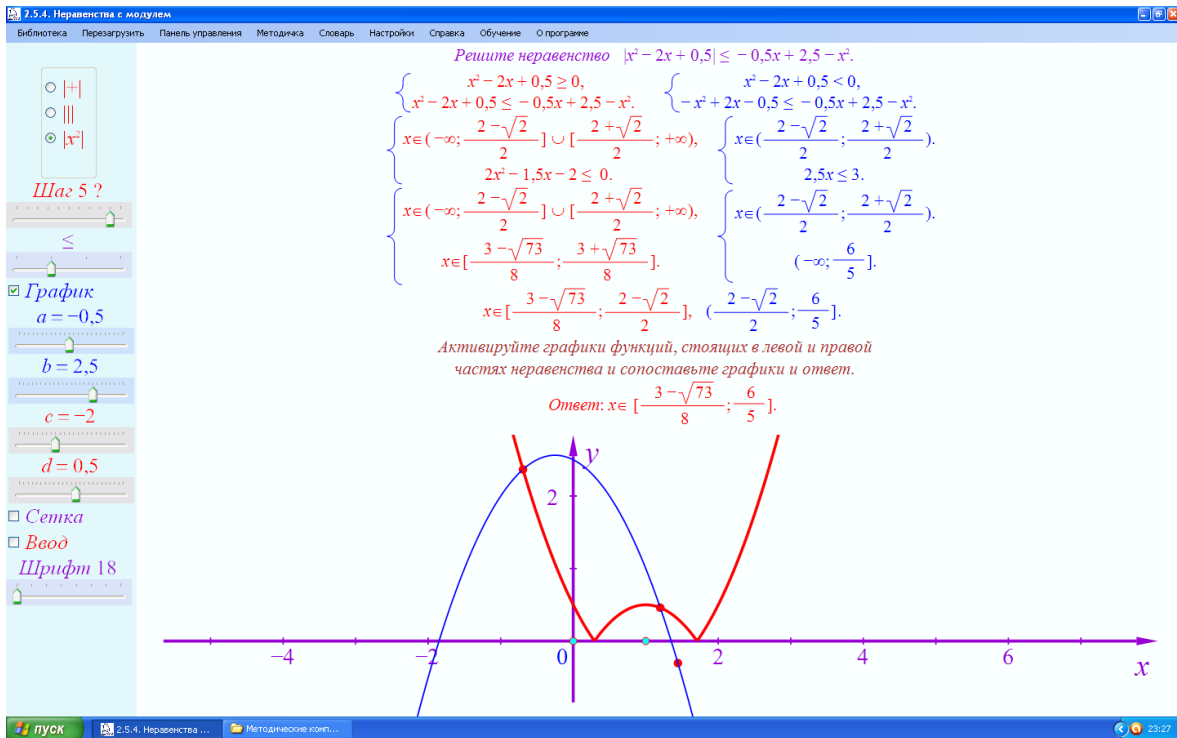 2.5.4. Неравенства с модулем
Библиотека Перезагрузить Панель управления Методичка Словарь Настройки Справка Обучение О программе
|+|
|||
|x²|
Шаг 5 ?
≤
График
a = −0,5
b = 2,5
c = −2
d = 0,5
Сетка
Ввод
Шрифт 18
Решите неравенство |x² − 2x + 0,5| ≤ − 0,5x + 2,5 − x².
x² − 2x + 0,5 ≥ 0, x² − 2x + 0,5 < 0,
x² − 2x + 0,5 ≤ − 0,5x + 2,5 − x². − x² + 2x − 0,5 ≤ − 0,5x + 2,5 − x².
x∈(−∞; (2 − √2)/2 ] ∪ [ (2 + √2)/2 ; +∞), x∈( (2 − √2)/2 ; (2 + √2)/2 ).
2x² − 1,5x − 2 ≤ 0. 2,5x ≤ 3.
x∈(−∞; (2 − √2)/2 ] ∪ [ (2 + √2)/2 ; +∞), x∈( (2 − √2)/2 ; (2 + √2)/2 ).
x∈[ (3 − √73)/8 ; (3 + √73)/8 ]. (−∞; 6/5 ].
x∈[ (3 − √73)/8 ; (2 − √2)/2 ], ( (2 − √2)/2 ; 6/5 ].
Активируйте графики функций, стоящих в левой и правой
частях неравенства и сопоставьте графики и ответ.
Ответ: x∈ [ (3 − √73)/8 ; 6/5 ].
y
2
−4 −2 0 2 4 6
x
пуск 2.5.4. Неравенства ... Методические комп... 23:27